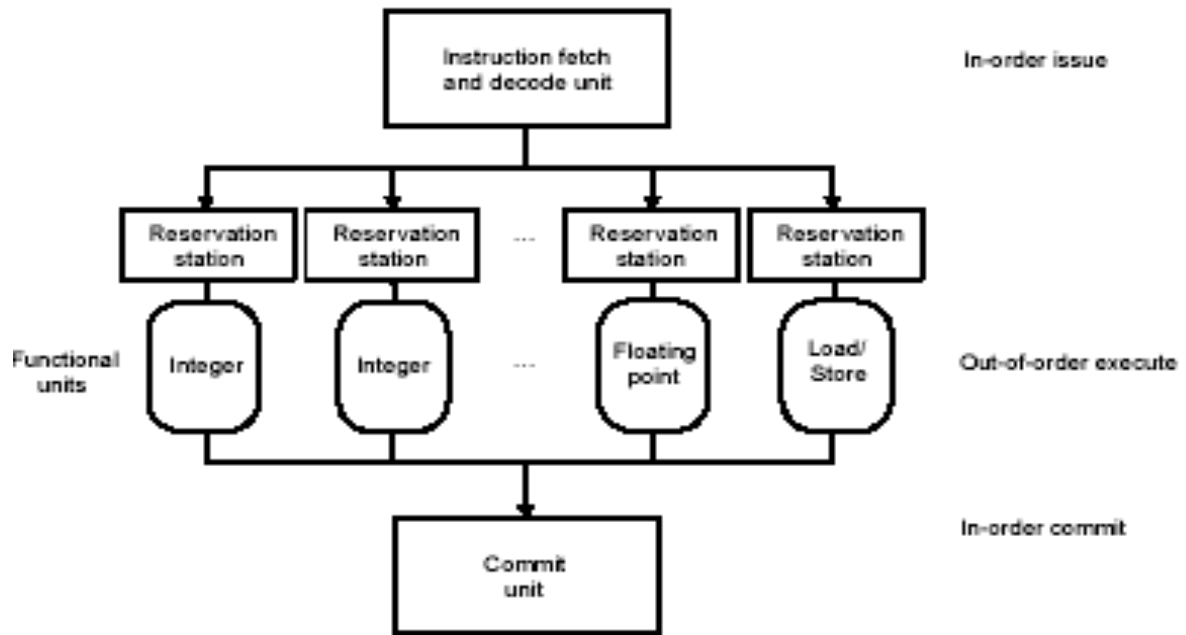 Instruction fetch
and decode unit
In-order issue
Reservation
station
Reservation
station
...
Reservation
station
Reservation
station
Functional
units
Integer
Integer
...
Floating
point
Load/
Store
Out-of-order execute
In-order commit
Commit
unit